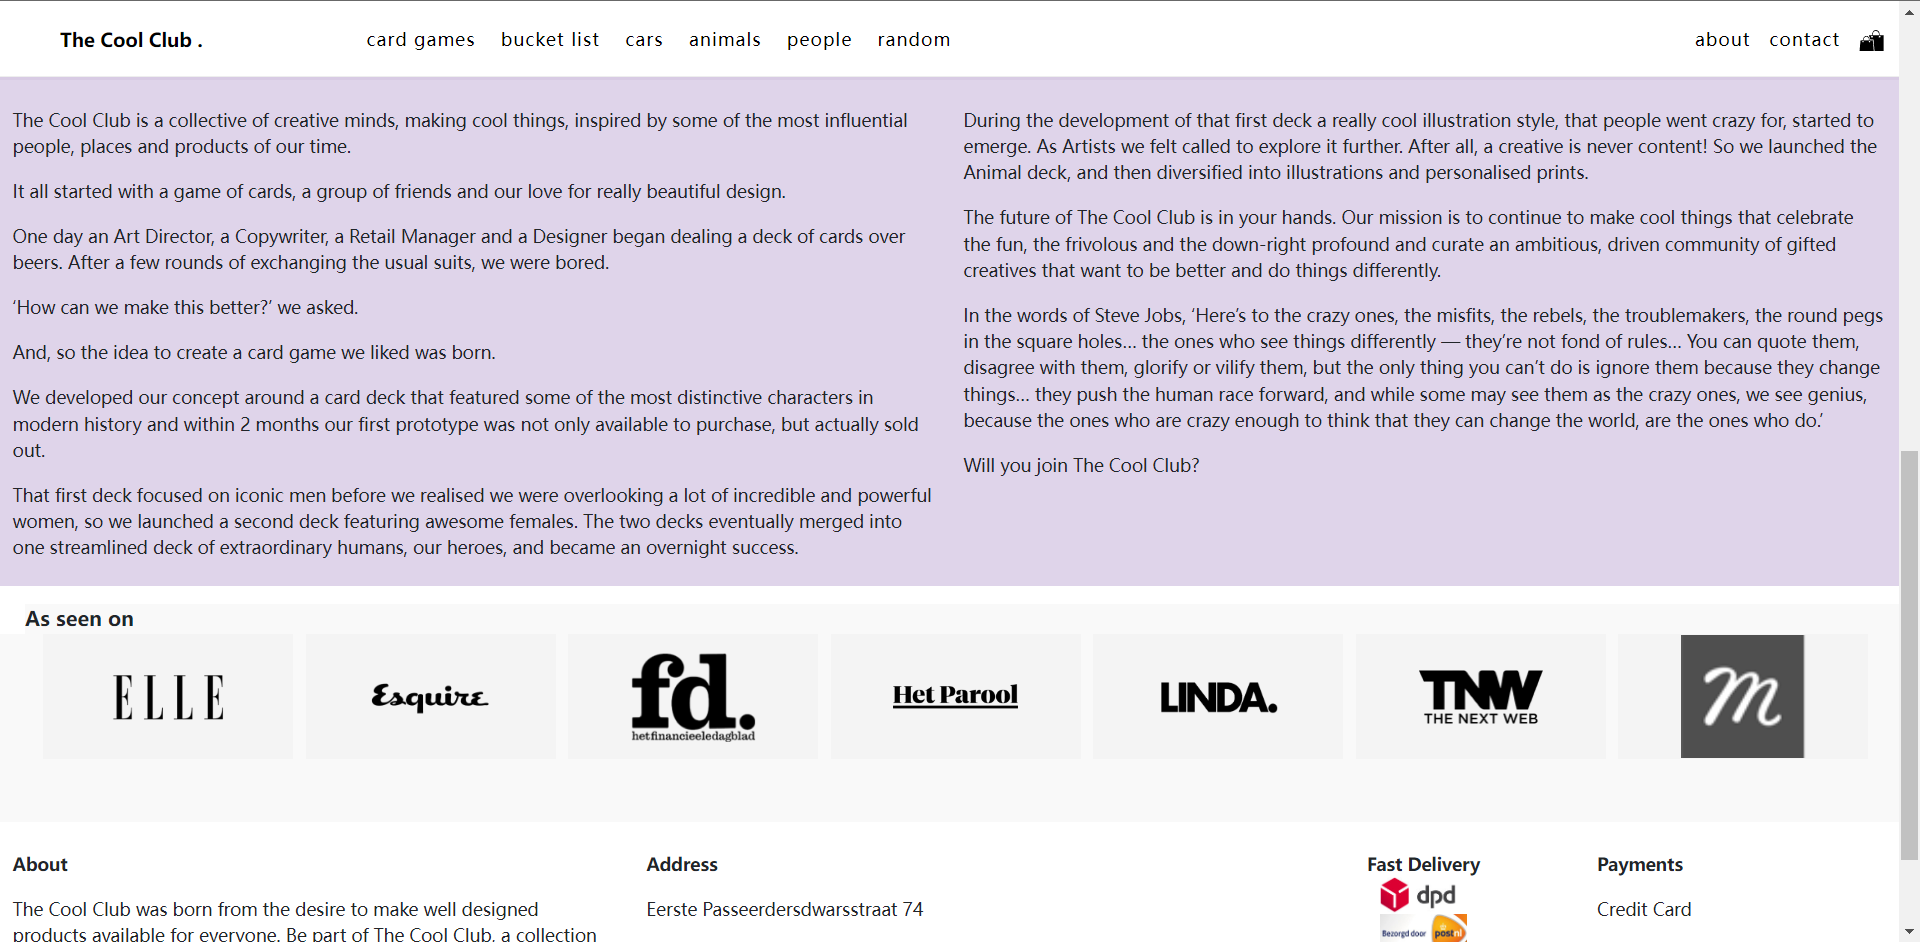 The Cool Club .
card games bucket list cars animals people random
about contact
The Cool Club is a collective of creative minds, making cool things, inspired by some of the most influential
people, places and products of our time.
It all started with a game of cards, a group of friends and our love for really beautiful design.
One day an Art Director, a Copywriter, a Retail Manager and a Designer began dealing a deck of cards over
beers. After a few rounds of exchanging the usual suits, we were bored.
‘How can we make this better?’ we asked.
And, so the idea to create a card game we liked was born.
We developed our concept around a card deck that featured some of the most distinctive characters in
modern history and within 2 months our first prototype was not only available to purchase, but actually sold
out.
That first deck focused on iconic men before we realised we were overlooking a lot of incredible and powerful
women, so we launched a second deck featuring awesome females. The two decks eventually merged into
one streamlined deck of extraordinary humans, our heroes, and became an overnight success.
During the development of that first deck a really cool illustration style, that people went crazy for, started to
emerge. As Artists we felt called to explore it further. After all, a creative is never content! So we launched the
Animal deck, and then diversified into illustrations and personalised prints.
The future of The Cool Club is in your hands. Our mission is to continue to make cool things that celebrate
the fun, the frivolous and the down-right profound and curate an ambitious, driven community of gifted
creatives that want to be better and do things differently.
In the words of Steve Jobs, ‘Here’s to the crazy ones, the misfits, the rebels, the troublemakers, the round pegs
in the square holes… the ones who see things differently — they’re not fond of rules… You can quote them,
disagree with them, glorify or vilify them, but the only thing you can’t do is ignore them because they change
things… they push the human race forward, and while some may see them as the crazy ones, we see genius,
because the ones who are crazy enough to think that they can change the world, are the ones who do.’
Will you join The Cool Club?
As seen on
ELLE
Esquire
fd.
hetfinancieeledagblad
Het Parool
LINDA.
TNW
THE NEXT WEB
M
About
The Cool Club was born from the desire to make well designed
products available for everyone. Be part of The Cool Club, a collection
Address
Eerste Passeerdersdwarsstraat 74
Fast Delivery
dpd
Bezorgd door postnl
Payments
Credit Card